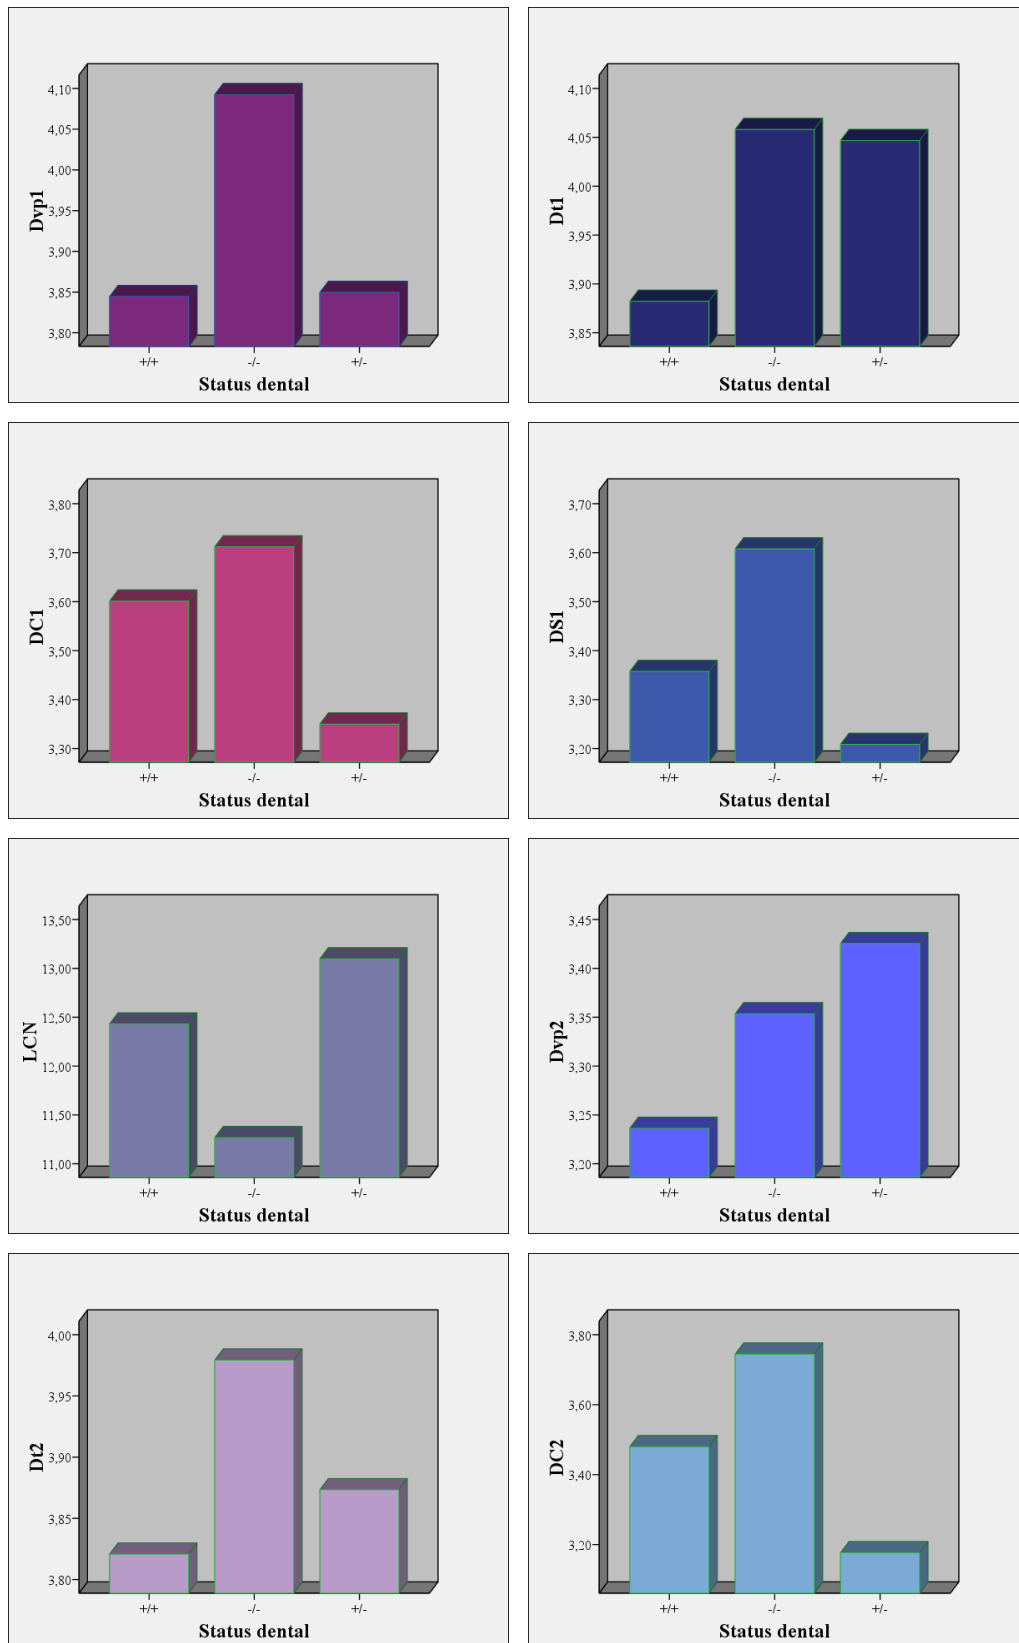 Dvp1
4,10
4,05
4,00
3,95
3,90
3,85
3,80
+/+ -/- +/-
Status dental
Dt1
4,10
4,05
4,00
3,95
3,90
3,85
+/+ -/- +/-
Status dental
DC1
3,80
3,70
3,60
3,50
3,40
3,30
+/+ -/- +/-
Status dental
DS1
3,70
3,60
3,50
3,40
3,30
3,20
+/+ -/- +/-
Status dental
LCN
13,50
13,00
12,50
12,00
11,50
11,00
+/+ -/- +/-
Status dental
Dvp2
3,45
3,40
3,35
3,30
3,25
3,20
+/+ -/- +/-
Status dental
Dt2
4,00
3,95
3,90
3,85
3,80
+/+ -/- +/-
Status dental
DC2
3,80
3,60
3,40
3,20
+/+ -/- +/-
Status dental